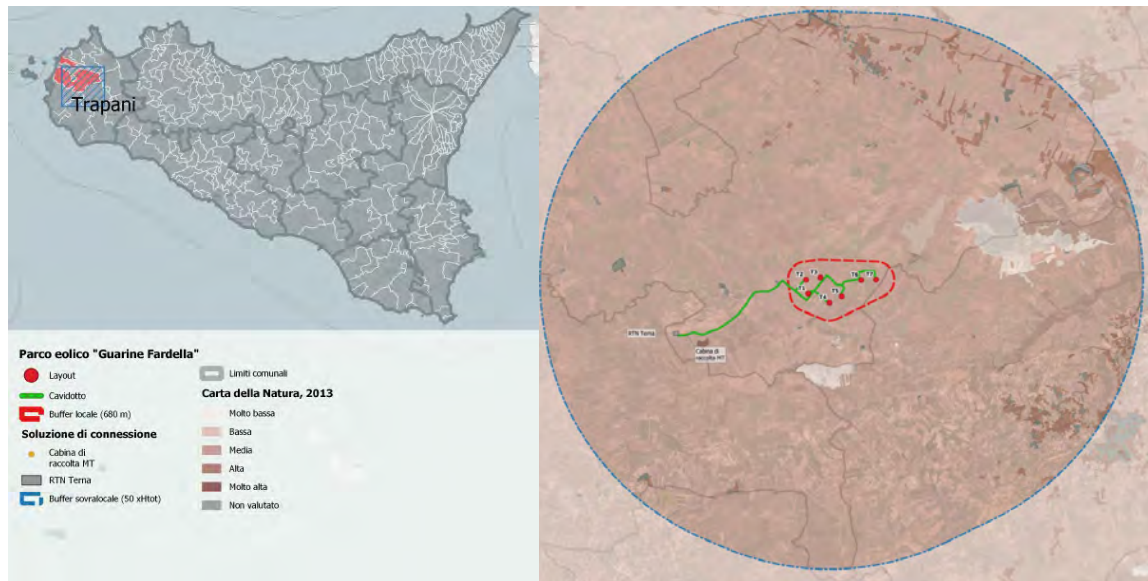 Trapani
Parco eolico "Guarine Fardella"
Layout
Cavidotto
Buffer locale (680 m)
Soluzione di connessione
Cabina di
raccolta MT
RTN Terna
Buffer sovralocale (50 xHtot)
Limiti comunali
Carta della Natura, 2013
Molto bassa
Bassa
Media
Alta
Molto alta
Non valutato
T2
T3
T6
T7
T1
T5
T4
RTN Terna
Cabina di
raccolta MT